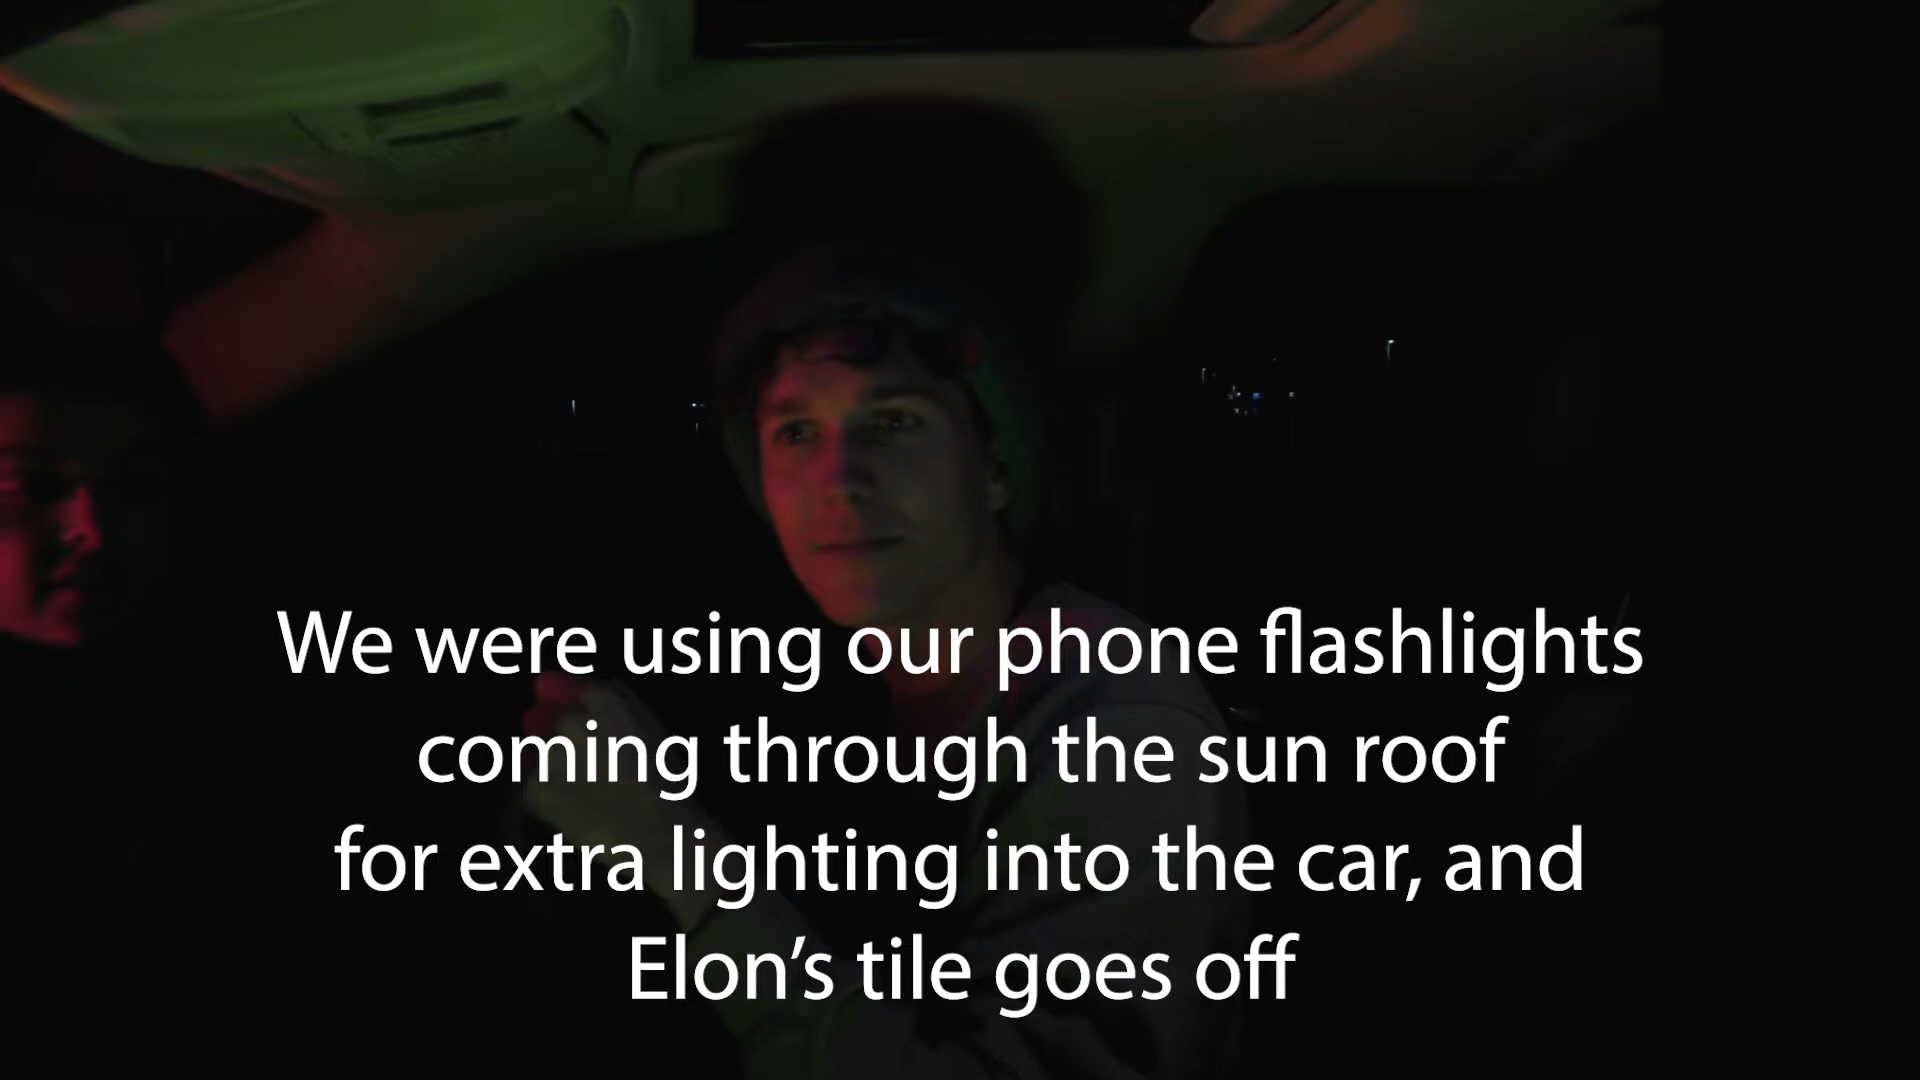 We were using our phone flashlights
coming through the sun roof
for extra lighting into the car, and
Elon’s tile goes off